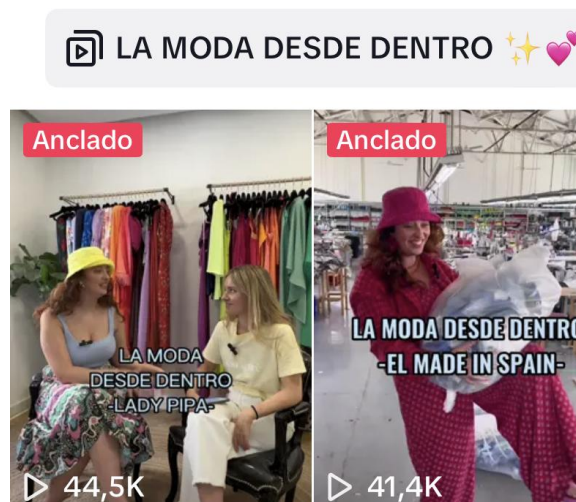 LA MODA DESDE DENTRO ✨💕
Anclado
Anclado
LA MODA
DESDE DENTRO
-LADY PIPA-
LA MODA DESDE DENTRO
-EL MADE IN SPAIN-
44,5K
41,4K